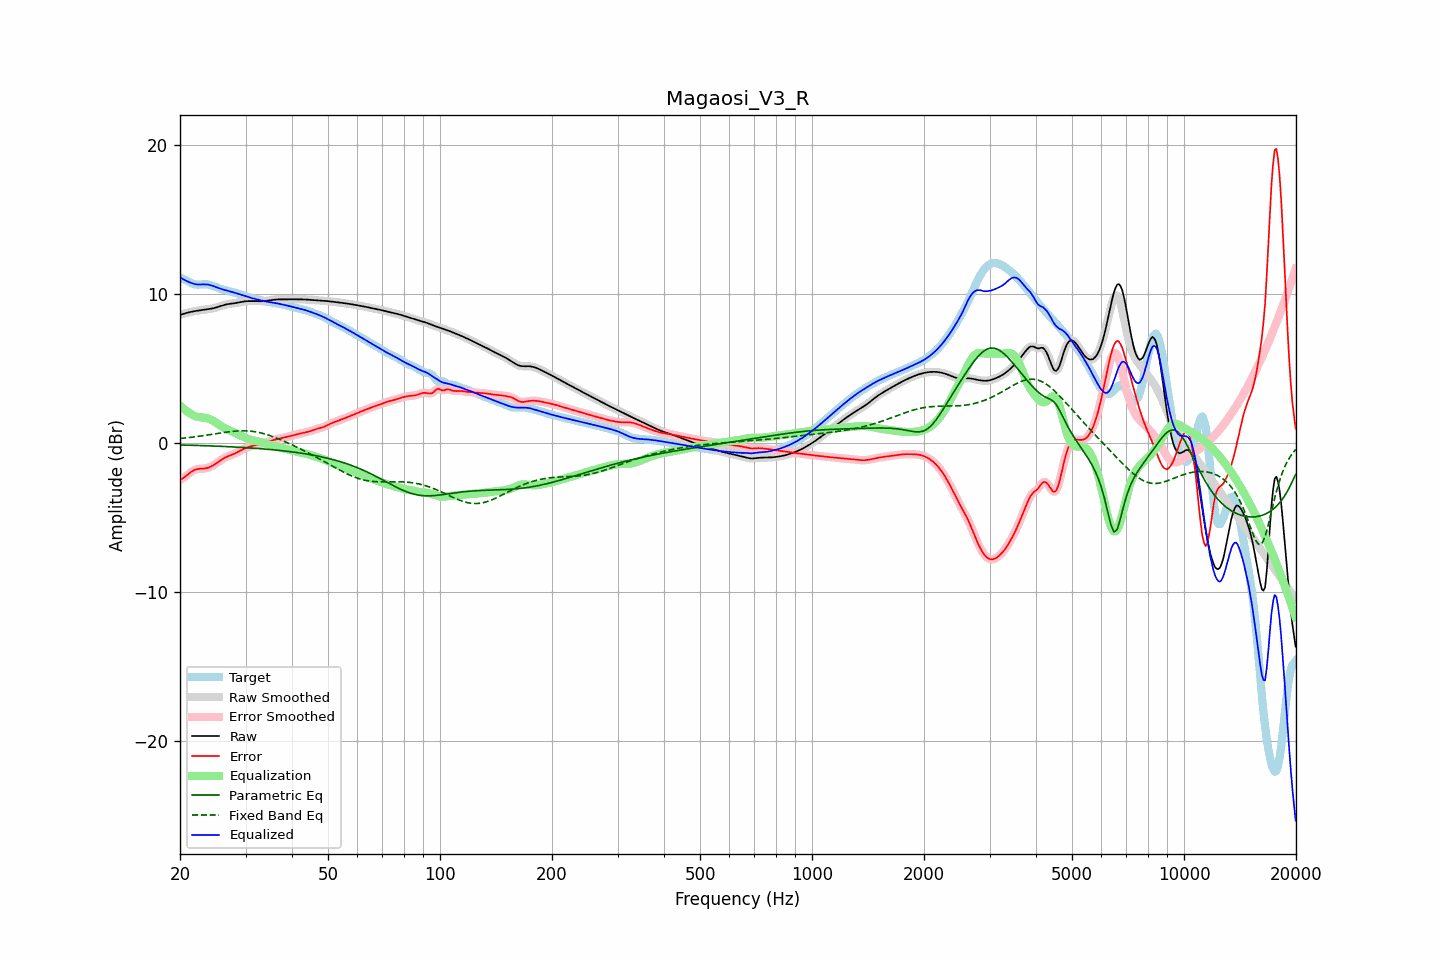 Magaosi_V3_R
Amplitude (dBr)
20
10
0
−10
−20
Target
Raw Smoothed
Error Smoothed
Raw
Error
Equalization
Parametric Eq
Fixed Band Eq
Equalized
20 50 100 200 500 1000 2000 5000 10000 20000
Frequency (Hz)